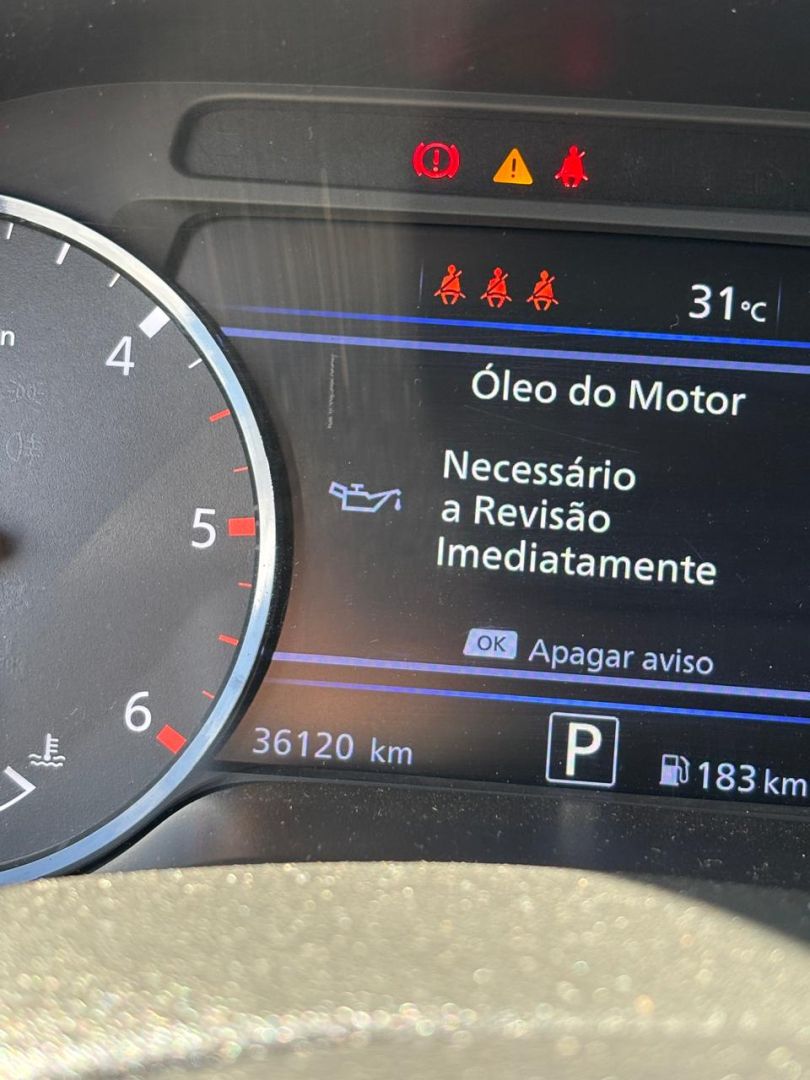 31°C
n
4
Óleo do Motor
Necessário
a Revisão
Imediatamente
5
OK Apagar aviso
6
36120 km
P
183 km